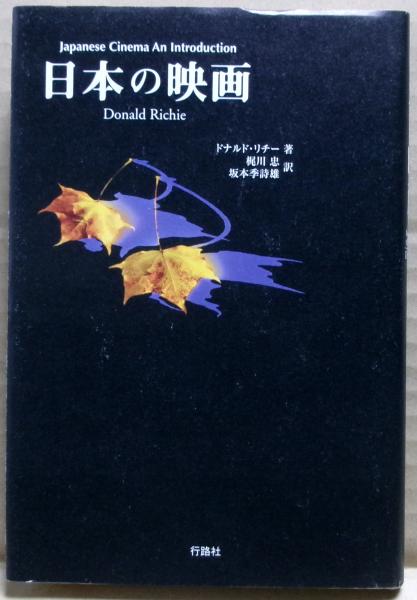 Japanese Cinema An Introduction
日本の映画
Donald Richie
ドナルド・リチー 著
梶川 忠
坂本季詩雄 訳
行路社